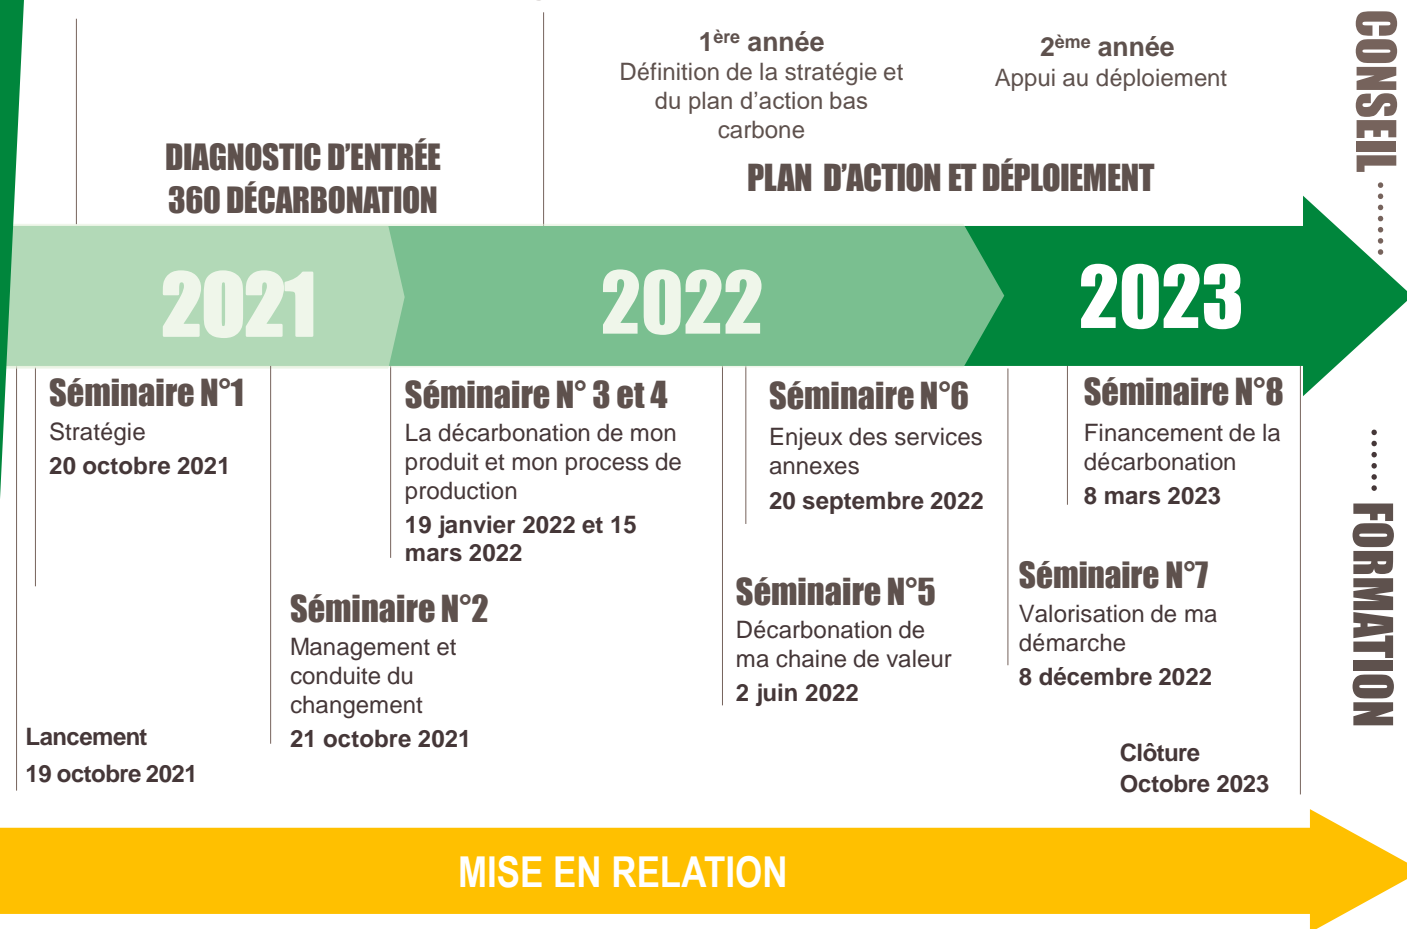 1ère année
Définition de la stratégie et
du plan d'action bas
carbone
2ème année
Appui au déploiement
CONSEIL
DIAGNOSTIC D'ENTRÉE
360 DÉCARBONATION
PLAN D'ACTION ET DÉPLOIEMENT
2021
2022
2023
Séminaire N°1
Stratégie
20 octobre 2021
Séminaire N° 3 et 4
La décarbonation de mon
produit et mon process de
production
19 janvier 2022 et 15
mars 2022
Séminaire N°6
Enjeux des services
annexes
20 septembre 2022
Séminaire N°8
Financement de la
décarbonation
8 mars 2023
FORMATION
Séminaire N°2
Management et
conduite du
changement
21 octobre 2021
Séminaire N°5
Décarbonation de
ma chaine de valeur
2 juin 2022
Séminaire N°7
Valorisation de ma
démarche
8 décembre 2022
Lancement
19 octobre 2021
Clôture
Octobre 2023
MISE EN RELATION